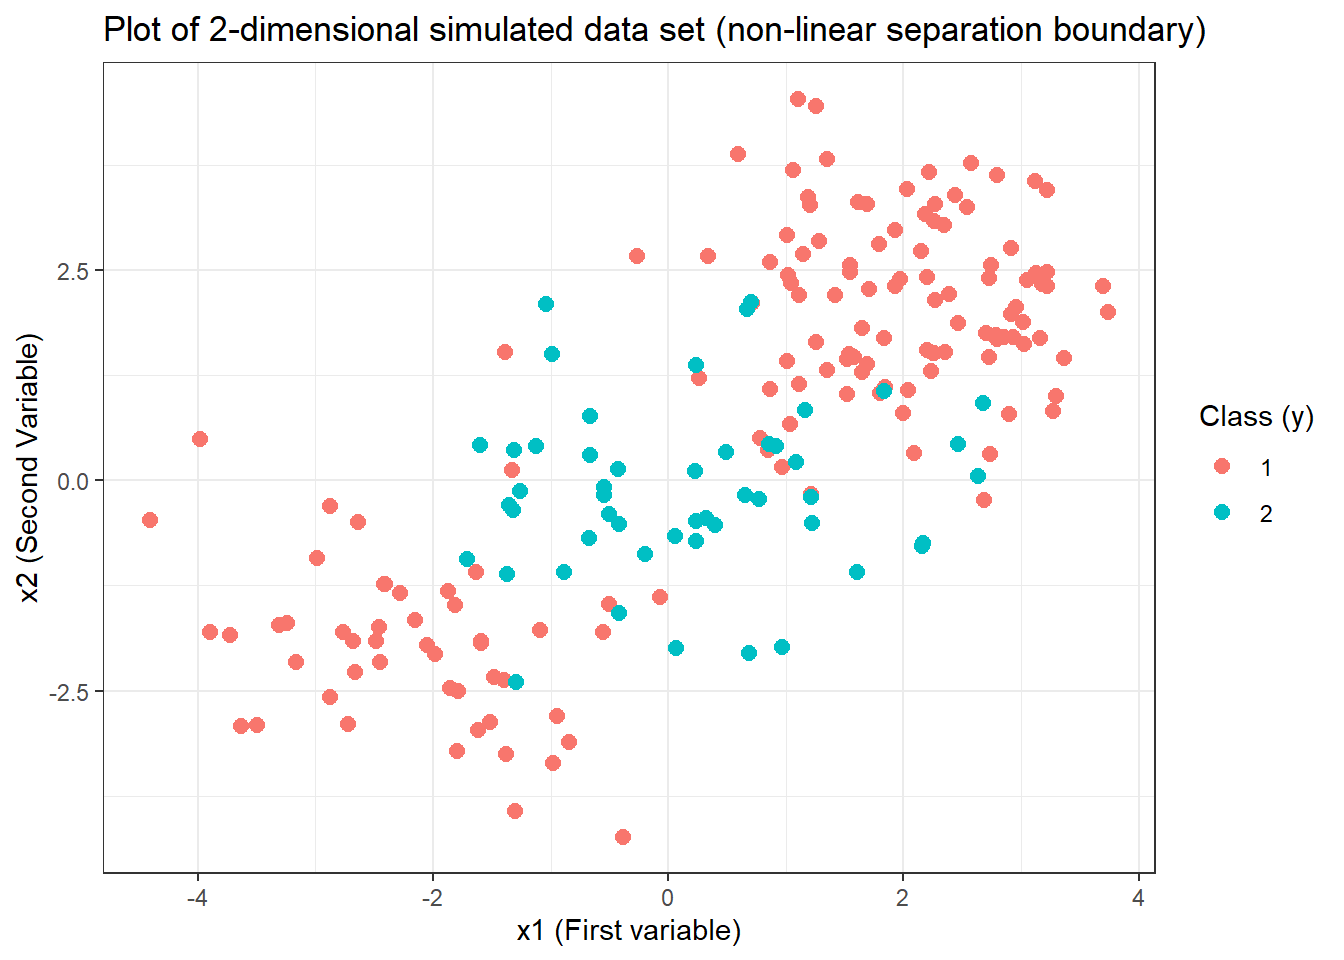 Plot of 2-dimensional simulated data set (non-linear separation boundary)
x2 (Second Variable)
2.5
0.0
-2.5
-4
-2
0
2
4
x1 (First variable)
Class (y)
1
2